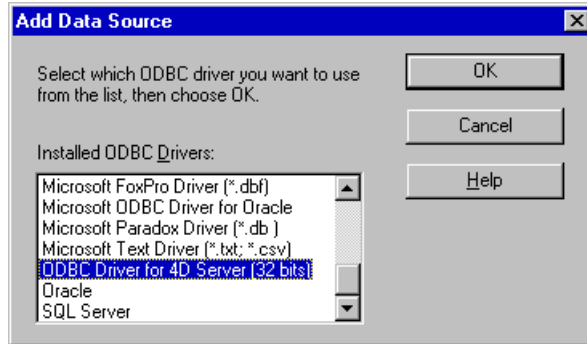 Add Data Source
Select which ODBC driver you want to use
from the list, then choose OK.
OK
Cancel
Help
Installed ODBC Drivers:
Microsoft FoxPro Driver (*.dbf)
Microsoft ODBC Driver for Oracle
Microsoft Paradox Driver (*.db )
Microsoft Text Driver (*.txt; *.csv)
ODBC Driver for 4D Server (32 bits)
Oracle
SQL Server